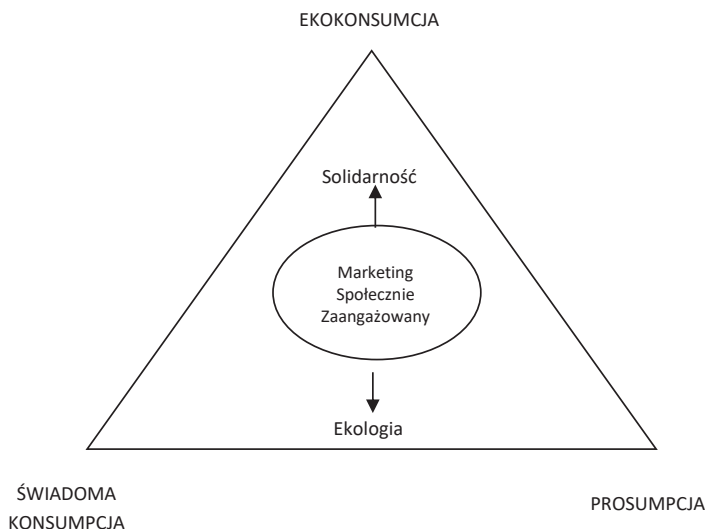 EKOKONSUMCJA
Solidarność
Marketing
Społecznie
Zaangażowany
Ekologia
ŚWIADOMA
KONSUMPCJA
PROSUMPCJA